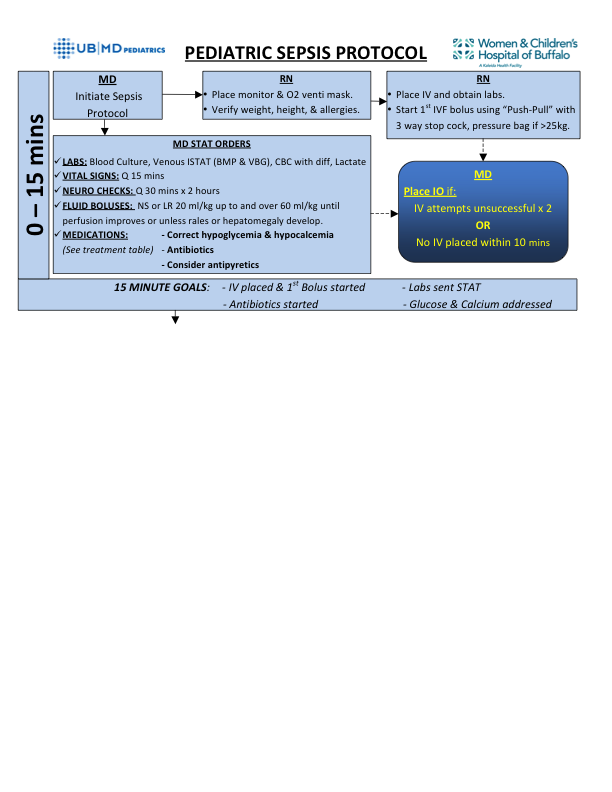 UB|MD PEDIATRICS
PEDIATRIC SEPSIS PROTOCOL
Women & Children's
Hospital of Buffalo
A Kaleida Health Facility
0 – 15 mins
MD
Initiate Sepsis
Protocol
RN
• Place monitor & O2 venti mask.
• Verify weight, height, & allergies.
RN
• Place IV and obtain labs.
• Start 1st IVF bolus using “Push-Pull” with
3 way stop cock, pressure bag if >25kg.
MD STAT ORDERS
✓LABS: Blood Culture, Venous ISTAT (BMP & VBG), CBC with diff, Lactate
✓VITAL SIGNS: Q 15 mins
✓NEURO CHECKS: Q 30 mins x 2 hours
✓FLUID BOLUSES: NS or LR 20 ml/kg up to and over 60 ml/kg until
perfusion improves or unless rales or hepatomegaly develop.
✓MEDICATIONS: - Correct hypoglycemia & hypocalcemia
(See treatment table) - Antibiotics
- Consider antipyretics
MD
Place IO if:
IV attempts unsuccessful x 2
OR
No IV placed within 10 mins
15 MINUTE GOALS: - IV placed & 1st Bolus started - Labs sent STAT
- Antibiotics started - Glucose & Calcium addressed